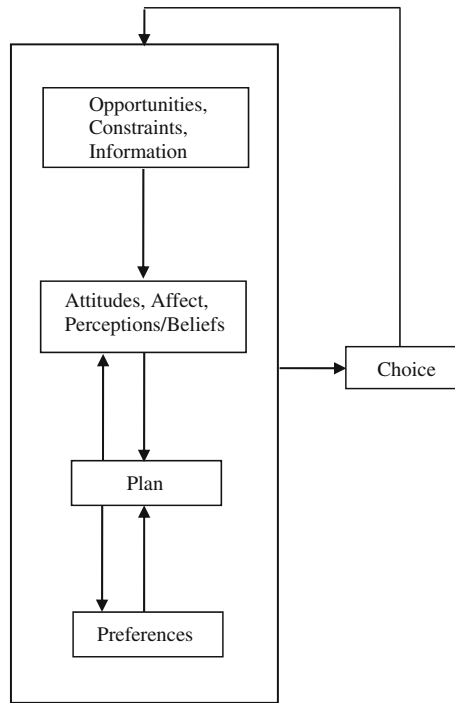 Opportunities,
Constraints,
Information
Attitudes, Affect,
Perceptions/Beliefs
Choice
Plan
Preferences